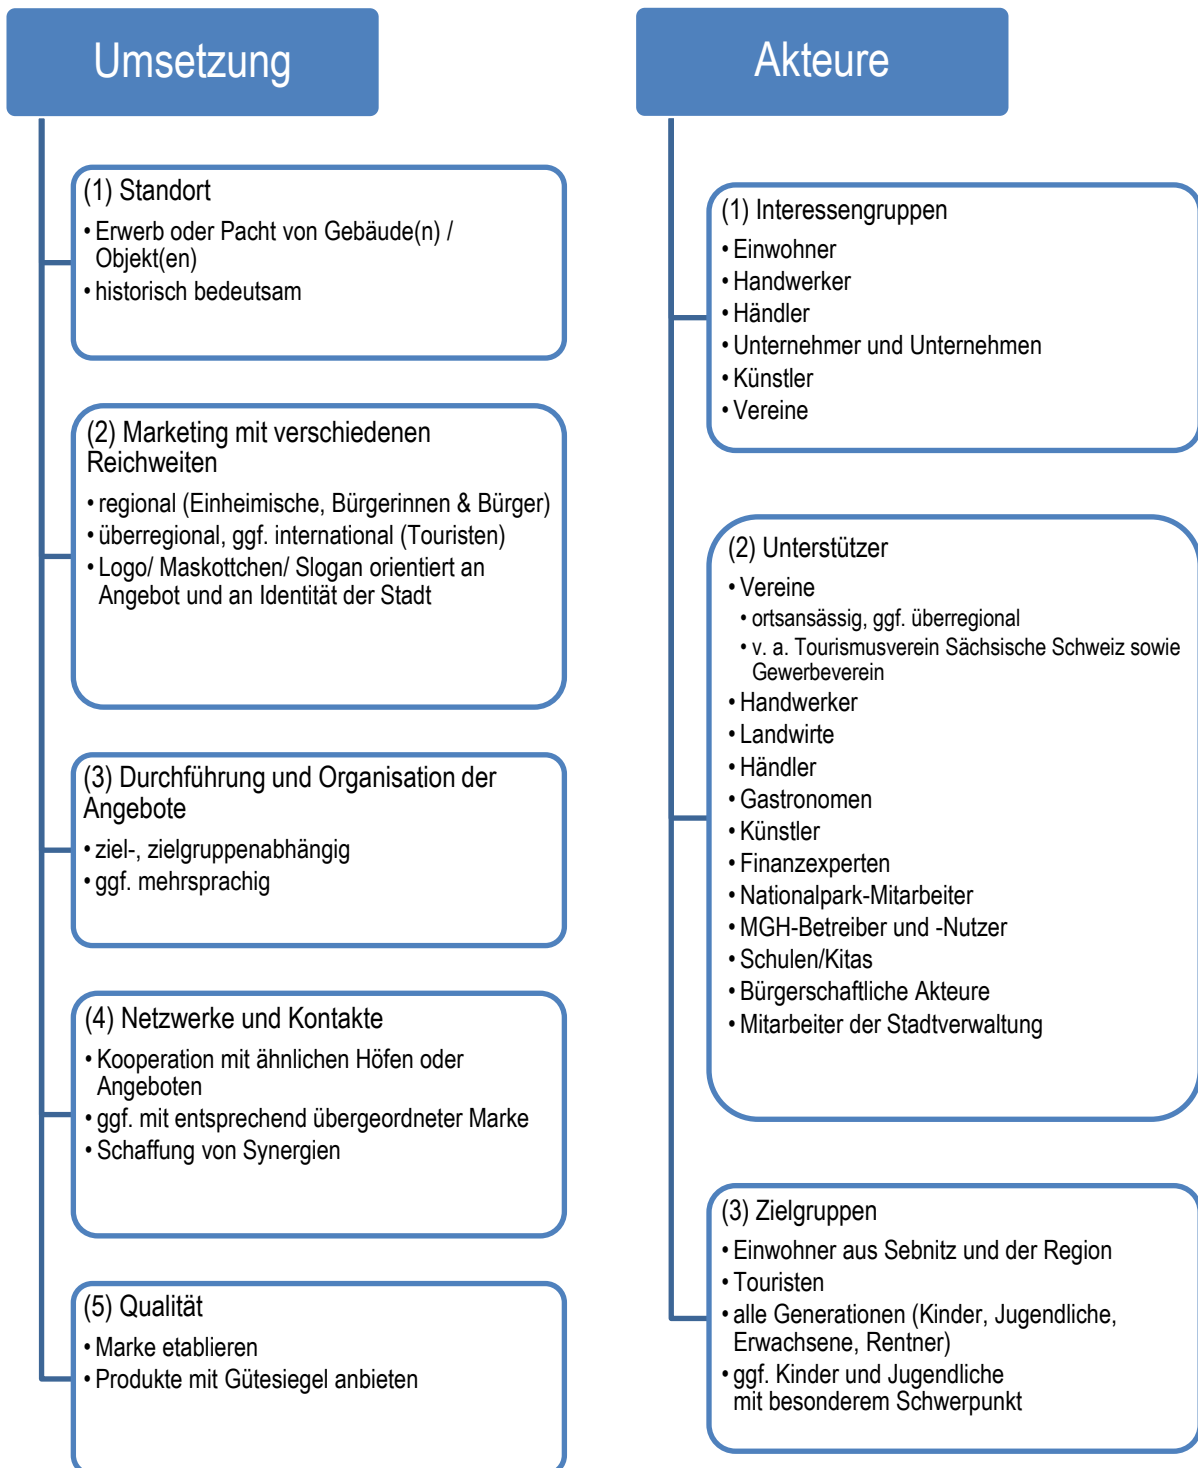 Umsetzung
(1) Standort
• Erwerb oder Pacht von Gebäude(n) /
Objekt(en)
• historisch bedeutsam
(2) Marketing mit verschiedenen
Reichweiten
• regional (Einheimische, Bürgerinnen & Bürger)
• überregional, ggf. international (Touristen)
• Logo/ Maskottchen/ Slogan orientiert an
Angebot und an Identität der Stadt
(3) Durchführung und Organisation der
Angebote
• ziel-, zielgruppenabhängig
• ggf. mehrsprachig
(4) Netzwerke und Kontakte
• Kooperation mit ähnlichen Höfen oder
Angeboten
• ggf. mit entsprechend übergeordneter Marke
• Schaffung von Synergien
(5) Qualität
• Marke etablieren
• Produkte mit Gütesiegel anbieten
Akteure
(1) Interessengruppen
• Einwohner
• Handwerker
• Händler
• Unternehmer und Unternehmen
• Künstler
• Vereine
(2) Unterstützer
• Vereine
• ortsansässig, ggf. überregional
• v. a. Tourismusverein Sächsische Schweiz sowie
Gewerbeverein
• Handwerker
• Landwirte
• Händler
• Gastronomen
• Künstler
• Finanzexperten
• Nationalpark-Mitarbeiter
• MGH-Betreiber und -Nutzer
• Schulen/Kitas
• Bürgerschaftliche Akteure
• Mitarbeiter der Stadtverwaltung
(3) Zielgruppen
• Einwohner aus Sebnitz und der Region
• Touristen
• alle Generationen (Kinder, Jugendliche,
Erwachsene, Rentner)
• ggf. Kinder und Jugendliche
mit besonderem Schwerpunkt